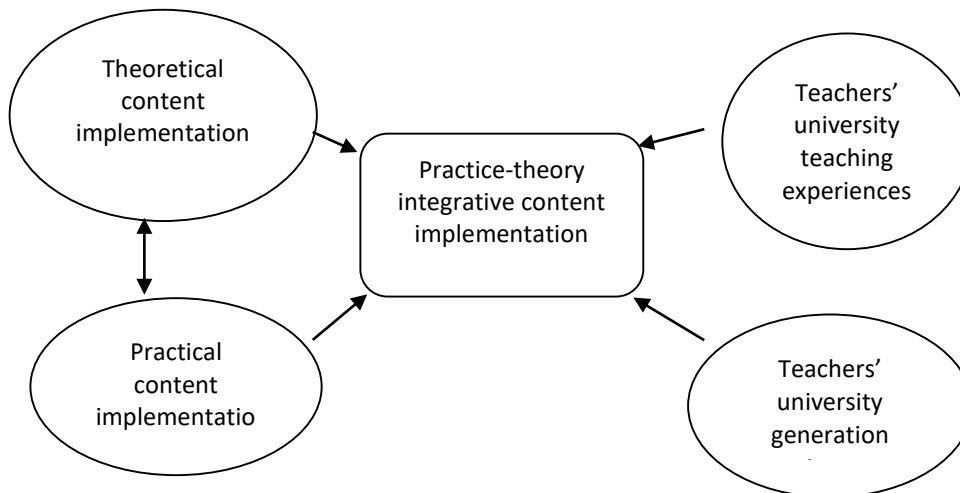 Theoretical
content
implementation
Practice-theory
integrative content
implementation
Teachers’
university
teaching
experiences
Practical
content
implementatio
Teachers’
university
generation